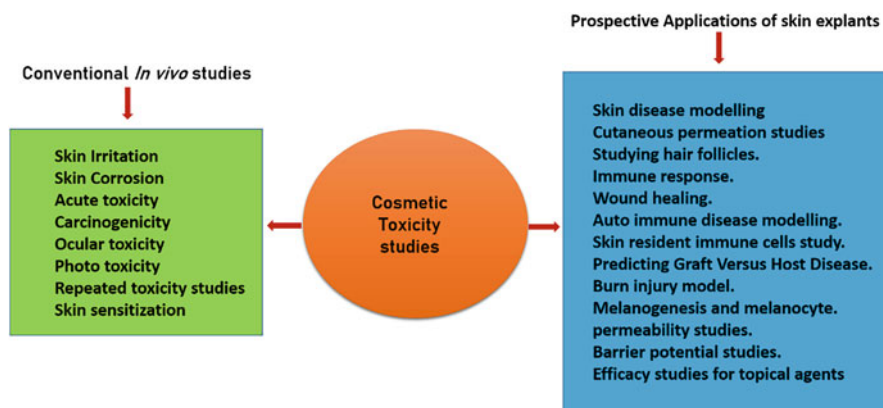 Prospective Applications of skin explants
Conventional In vivo studies
Skin Irritation
Skin Corrosion
Acute toxicity
Carcinogenicity
Ocular toxicity
Photo toxicity
Repeated toxicity studies
Skin sensitization
Cosmetic
Toxicity
studies
Skin disease modelling
Cutaneous permeation studies
Studying hair follicles.
Immune response.
Wound healing.
Auto immune disease modelling.
Skin resident immune cells study.
Predicting Graft Versus Host Disease.
Burn injury model.
Melanogenesis and melanocyte.
permeability studies.
Barrier potential studies.
Efficacy studies for topical agents